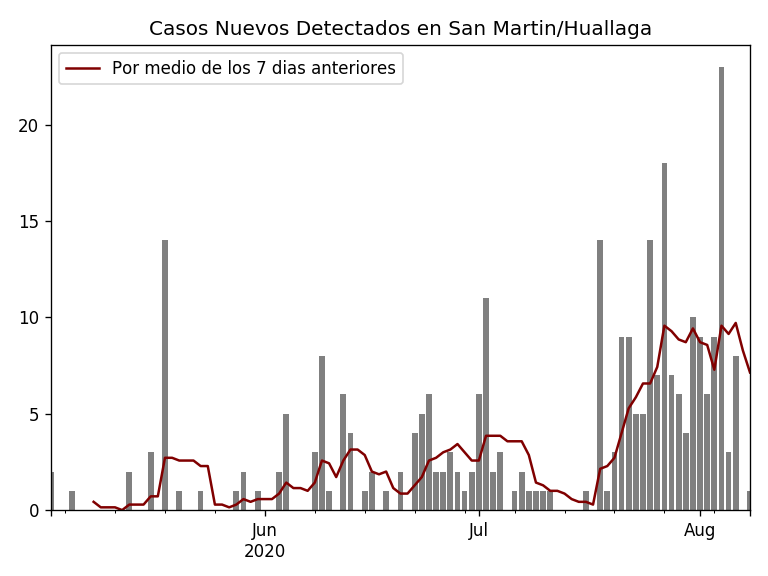 Casos Nuevos Detectados en San Martin/Huallaga
Por medio de los 7 dias anteriores
20
15
10
5
0
Jun
2020
Jul
Aug